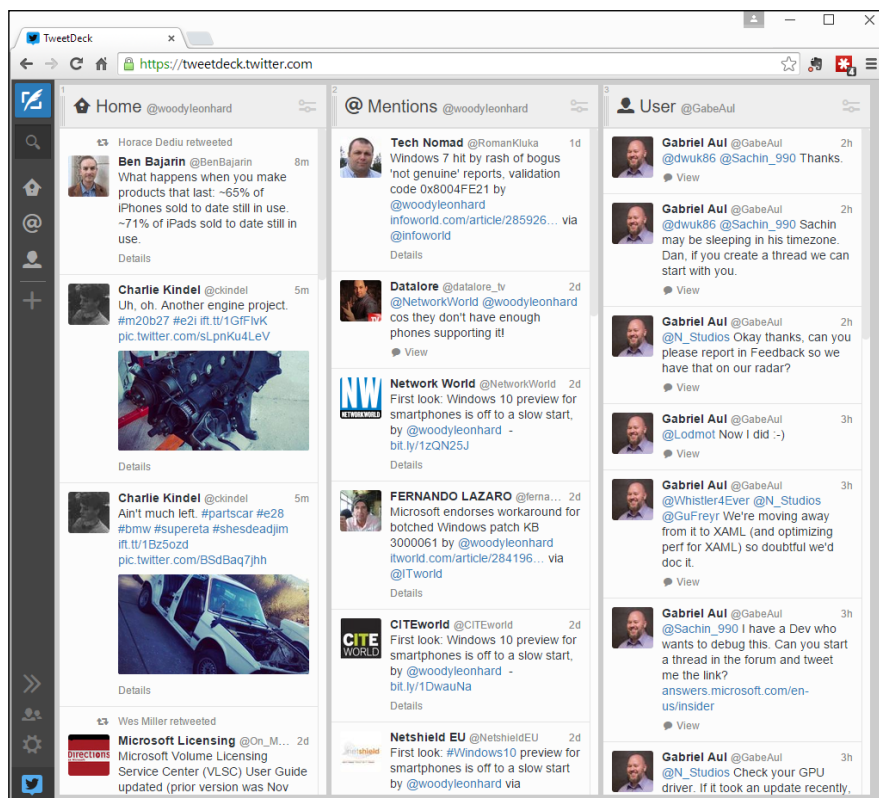 TweetDeck
https://tweetdeck.twitter.com
4
1
Home @woodyleonhard
Horace Dediu retweeted
Ben Bajarin @BenBajarin 8m
What happens when you make
products that last: ~65% of
iPhones sold to date still in use.
~71% of iPads sold to date still in
use.
Details
Charlie Kindel @ckindel 5m
Uh, oh. Another engine project.
#m20b27 #e2i ift.tt/1GfFlvK
pic.twitter.com/sLpnKu4LeV
Details
Charlie Kindel @ckindel 5m
Ain't much left. #partscar #e28
#bmw #supereta #shesdeadjim
ift.tt/1Bz5ozd
pic.twitter.com/BSdBaq7jhh
Details
Wes Miller retweeted
Directions
Microsoft Licensing @On_M... 2d
Microsoft Volume Licensing
Service Center (VLSC) User Guide
updated (prior version was Nov
2
@ Mentions @woodyleonhard
Tech Nomad @RomanKluka 1d
Windows 7 hit by rash of bogus
'not genuine' reports, validation
code 0x8004FE21 by
@woodyleonhard
infoworld.com/article/285926... via
@infoworld
Details
Datalore @datalore_tv 2d
@NetworkWorld @woodyleonhard
cos they don't have enough
phones supporting it!
View
NW
NETWORKWORLD
Network World @NetworkWorld 2d
First look: Windows 10 preview for
smartphones is off to a slow start,
by @woodyleonhard -
bit.ly/1zQN25J
Details
FERNANDO LAZARO @ferna... 2d
Microsoft endorses workaround for
botched Windows patch KB
3000061 by @woodyleonhard
itworld.com/article/284196... via
@ITworld
Details
CITE
WORLD
CITEworld @CITEworld 2d
First look: Windows 10 preview for
smartphones is off to a slow start,
by @woodyleonhard -
bit.ly/1DwauNa
Details
netshield
Netshield EU @NetshieldEU 2d
First look: #Windows10 preview for
smartphones is off to a slow start,
by @woodyleonhard via
3
User @GabeAul
Gabriel Aul @GabeAul 2h
@dwuk86 @Sachin_990 Thanks.
View
Gabriel Aul @GabeAul 2h
@dwuk86 @Sachin_990 Sachin
may be sleeping in his timezone.
Dan, if you create a thread we can
start with you.
View
Gabriel Aul @GabeAul 2h
@N_Studios Okay thanks, can you
please report in Feedback so we
have that on our radar?
View
Gabriel Aul @GabeAul 3h
@Lodmot Now I did :-)
View
Gabriel Aul @GabeAul 3h
@Whistler4Ever @N_Studios
@GuFreyr We're moving away
from it to XAML (and optimizing
perf for XAML) so doubtful we'd
doc it.
View
Gabriel Aul @GabeAul 3h
@Sachin_990 I have a Dev who
wants to debug this. Can you start
a thread in the forum and tweet
me the link?
answers.microsoft.com/en-
us/insider
View
Gabriel Aul @GabeAul 3h
@N_Studios Check your GPU
driver. If it took an update recently,